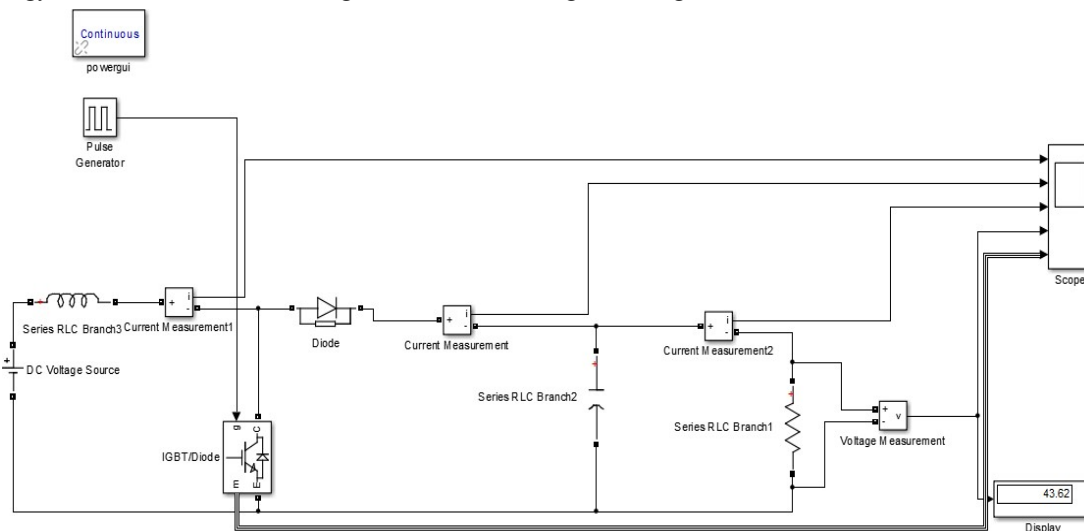 Continuous
powergui
Pulse
Generator
i
+
-
Series RLC Branch3
Current Measurement1
+
DC Voltage Source
Diode
i
+
-
Current Measurement
i
+
-
Current Measurement2
Scope
Series RLC Branch2
Series RLC Branch1
+
-
v
Voltage Measurement
g
C
m
E
IGBT/Diode
43.62
Display